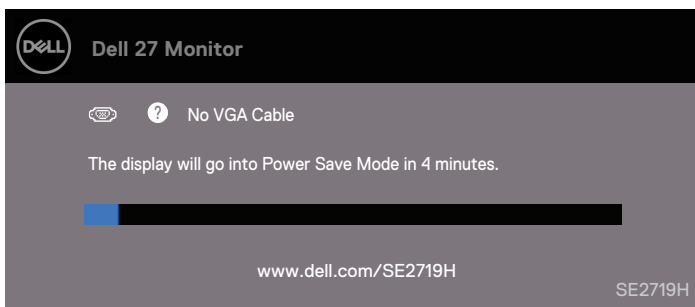 DELL
Dell 27 Monitor
? No VGA Cable
The display will go into Power Save Mode in 4 minutes.
www.dell.com/SE2719H
SE2719H